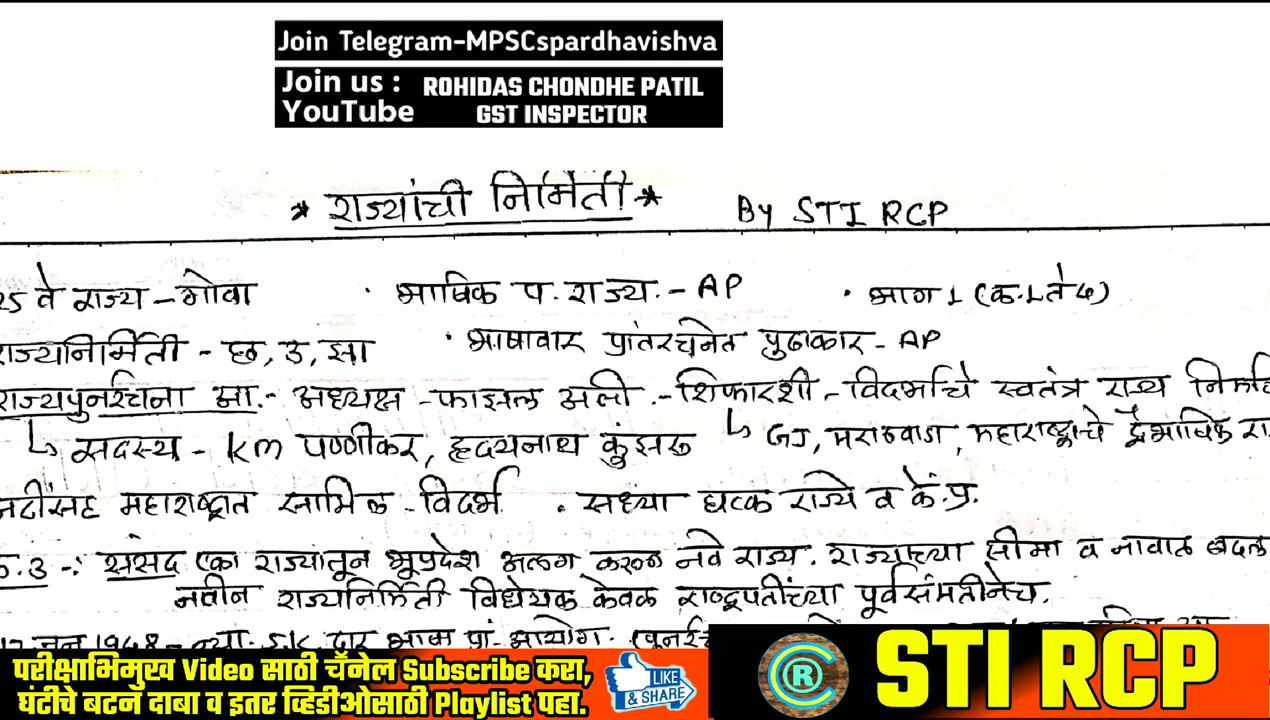 Join Telegram-MPSCspardhavishva
Join us : ROHIDAS CHONDHE PATIL
YouTube GST INSPECTOR
* राज्यांची निर्मिती * By STI RCP
25 वे राज्य - गोवा · भाषिक प. राज्य. - AP · भाग 1 (क. 1 ते 4)
राज्यनिर्मिती - छ, उ, झा · भाषावार प्रांतरचनेत पुढाकार - AP
राज्यपुनर्रचना आ. - अध्यक्ष - फाझल अली - शिफारशी - विदर्भाचे स्वतंत्र राज्य
↳ सदस्य - KM पण्णीकर, हृदयनाथ कुंझरू ↳ GJ, मराठवाडा, महाराष्ट्राचे द्वैभाषिक
महाराष्ट्रात सामिल - विदर्भ · सध्या घटक राज्ये व कें.प्र.
क.3 -: संसद एका राज्यातून भूप्रदेश अलग करून नवे राज्य. राज्याच्या सीमा व नावात बदल
नवीन राज्यनिर्मिती विधेयक केवळ राष्ट्रपतींच्या पूर्वसंमतीनेच.
17 जून 1948 - न्या. S.K दार भाषा प्रां. आयोग.
परीक्षाभिमुख Video साठी चॅनेल Subscribe करा,
घंटीचे बटन दाबा व इतर व्हिडीओसाठी Playlist पहा.
LIKE
& SHARE
R
STI RCP